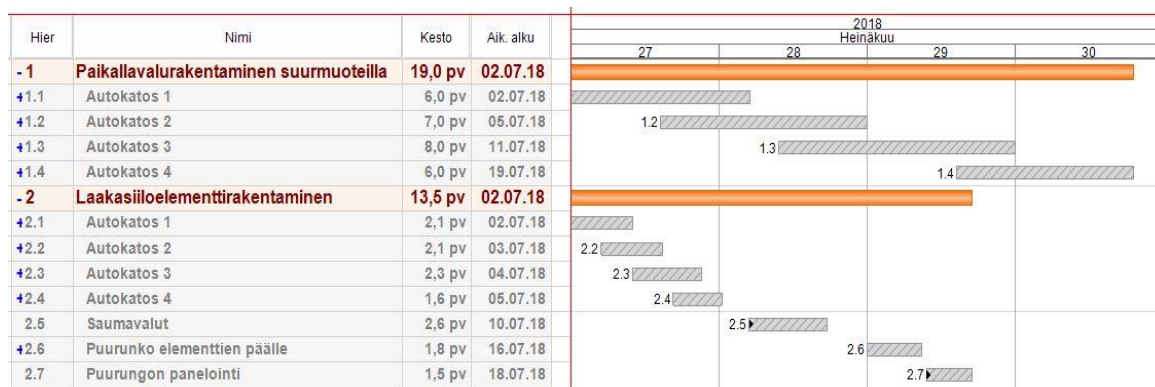 2018
Hier Nimi Kesto Aik. alku Heinäkuu
27 28 29 30
- 1 Paikallavalurakentaminen suurmuoteilla 19,0 pv 02.07.18
+1.1 Autokatos 1 6,0 pv 02.07.18
+1.2 Autokatos 2 7,0 pv 05.07.18 1.2
+1.3 Autokatos 3 8,0 pv 11.07.18 1.3
+1.4 Autokatos 4 6,0 pv 19.07.18 1.4
- 2 Laakasiiloelementtirakentaminen 13,5 pv 02.07.18
+2.1 Autokatos 1 2,1 pv 02.07.18
+2.2 Autokatos 2 2,1 pv 03.07.18 2.2
+2.3 Autokatos 3 2,3 pv 04.07.18 2.3
+2.4 Autokatos 4 1,6 pv 05.07.18 2.4
2.5 Saumavalut 2,6 pv 10.07.18 2.5
+2.6 Puurunko elementtien päälle 1,8 pv 16.07.18 2.6
2.7 Puurungon panelointi 1,5 pv 18.07.18 2.7